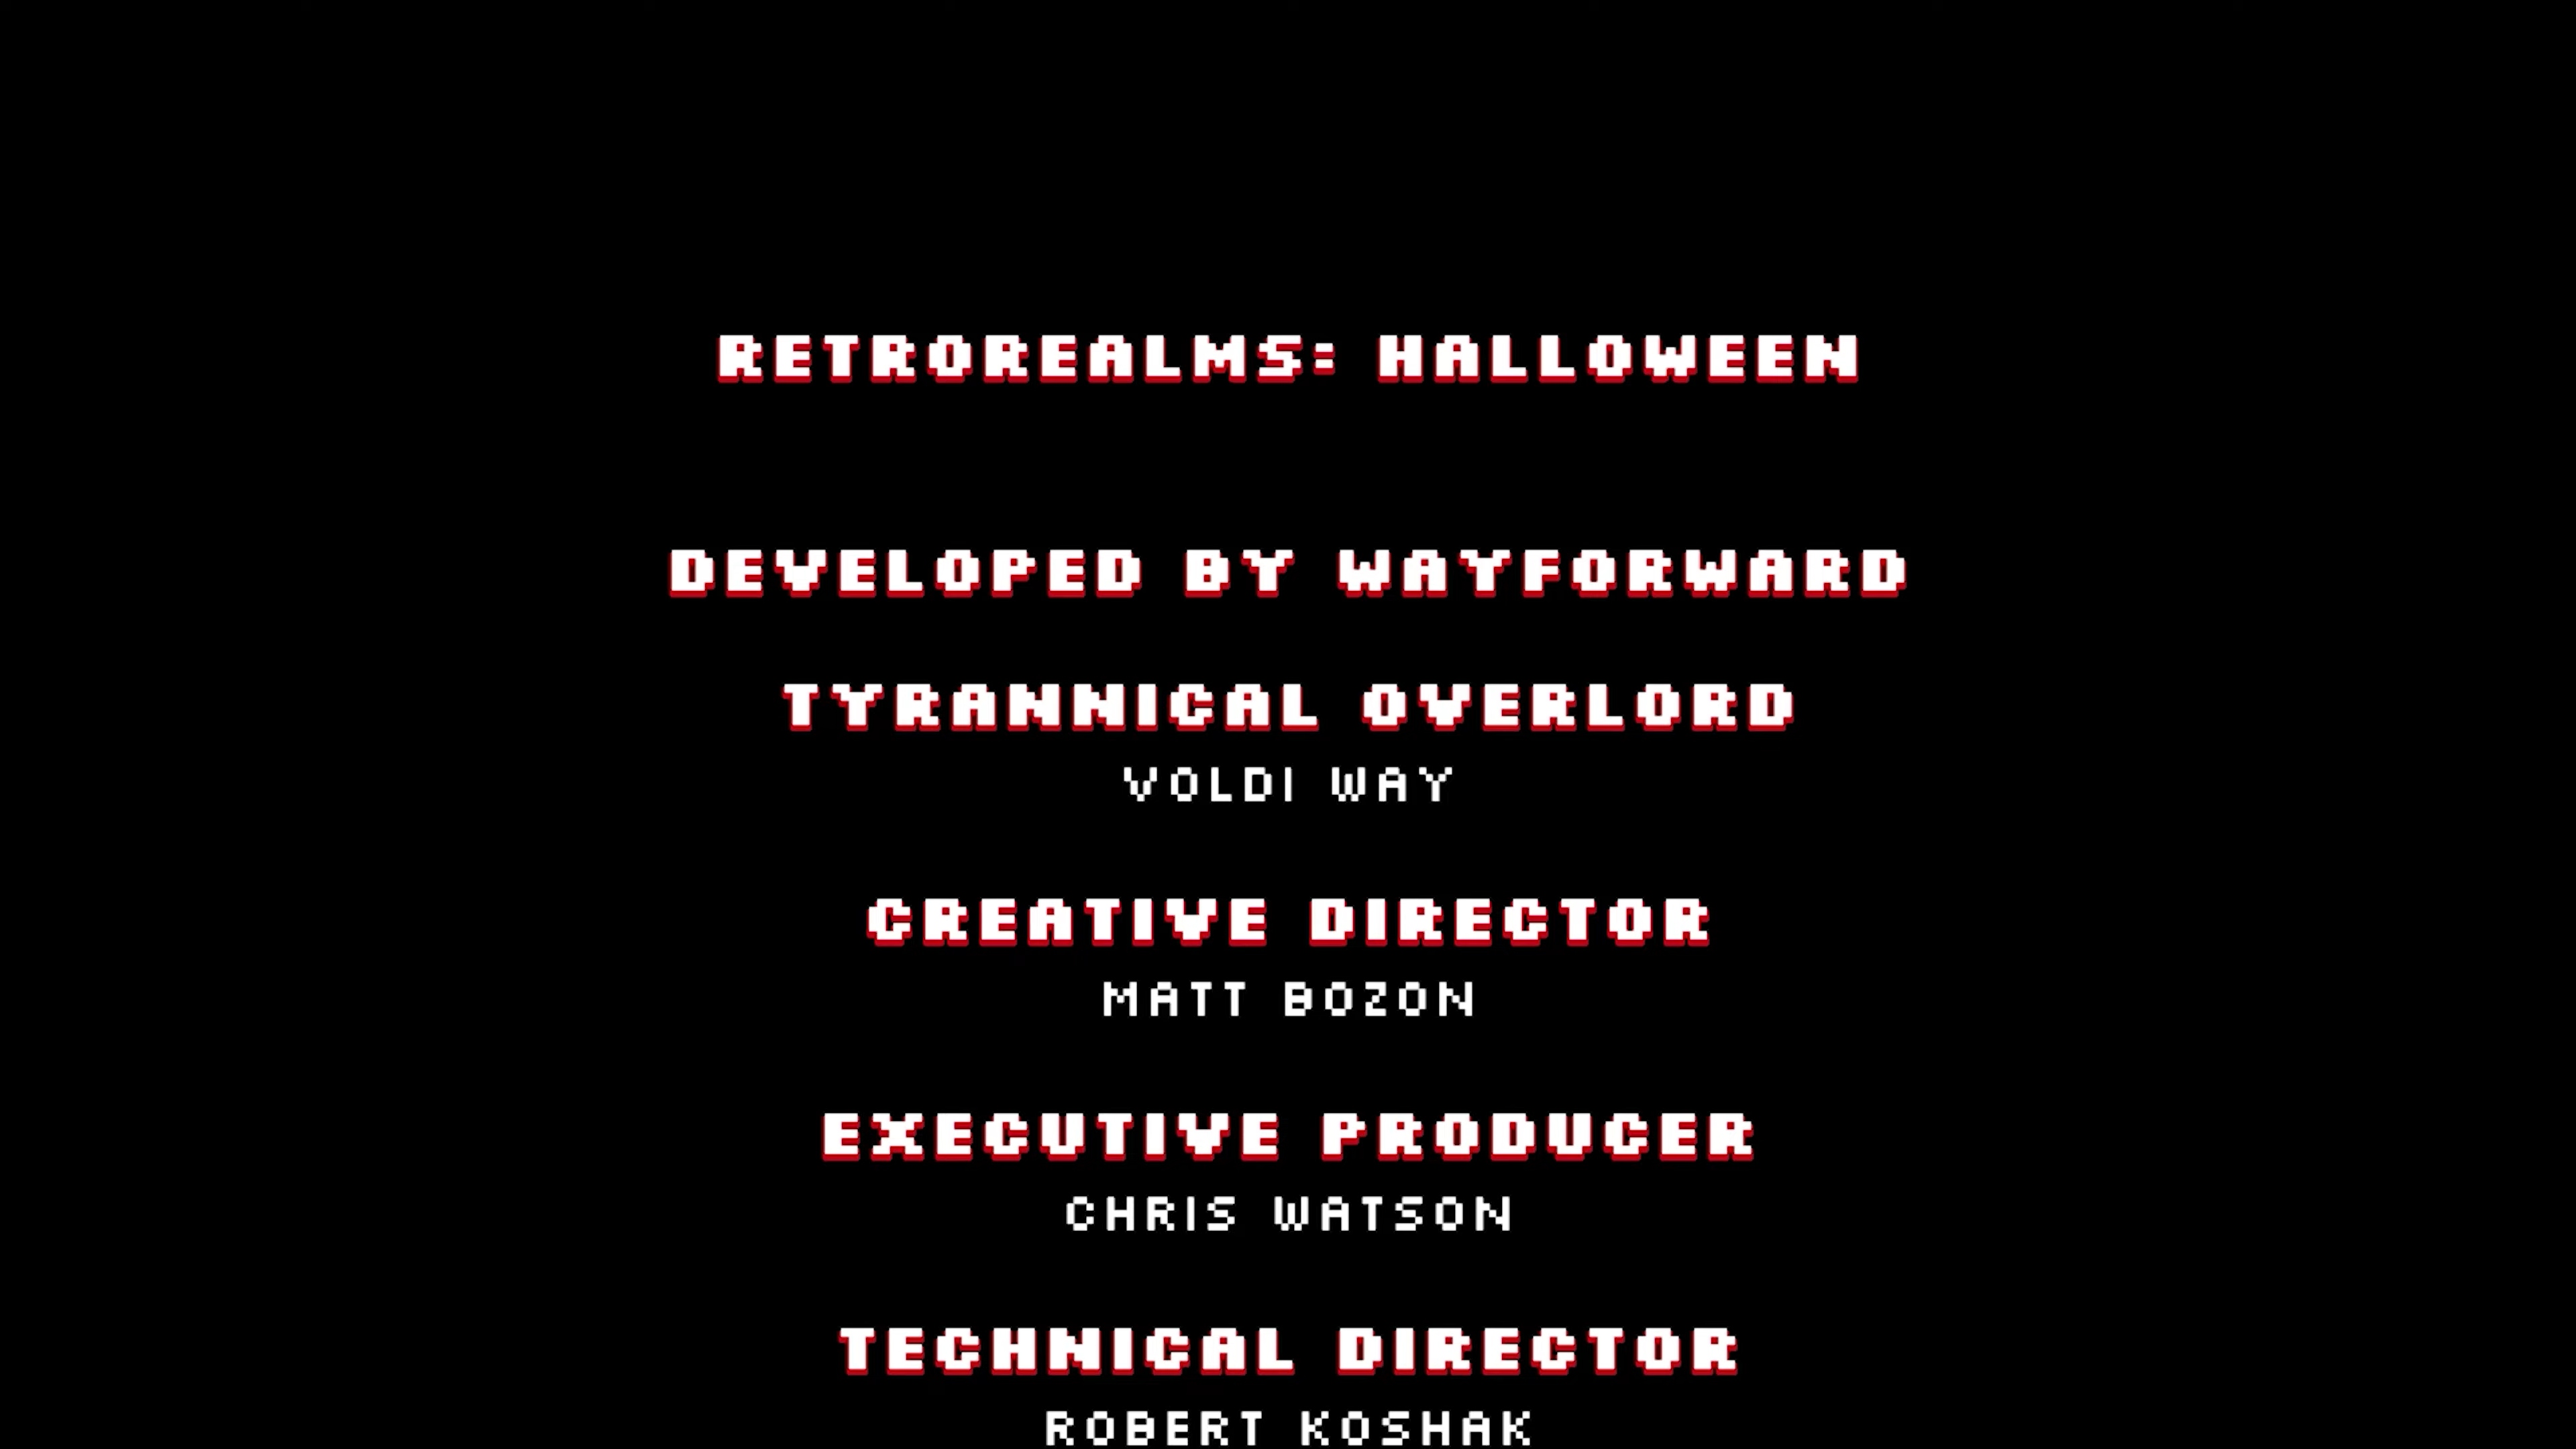 RETROREALMS: HALLOWEEN
DEVELOPED BY WAYFORWARD
TYRANNICAL OVERLORD
VOLDI WAY
CREATIVE DIRECTOR
MATT BOZON
EXECUTIVE PRODUCER
CHRIS WATSON
TECHNICAL DIRECTOR
ROBERT KOSHAK